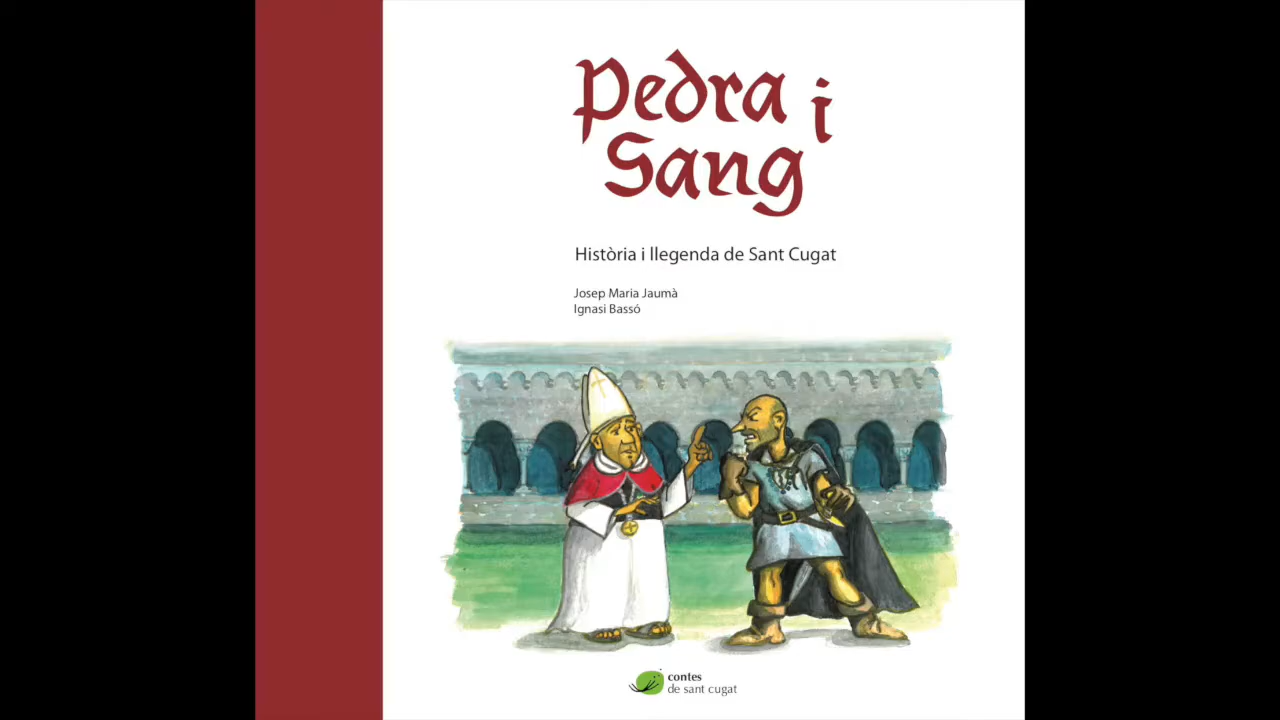 Pedra i
Sang
Història i llegenda de Sant Cugat
Josep Maria Jaumà
Ignasi Bassó
contes
de sant cugat